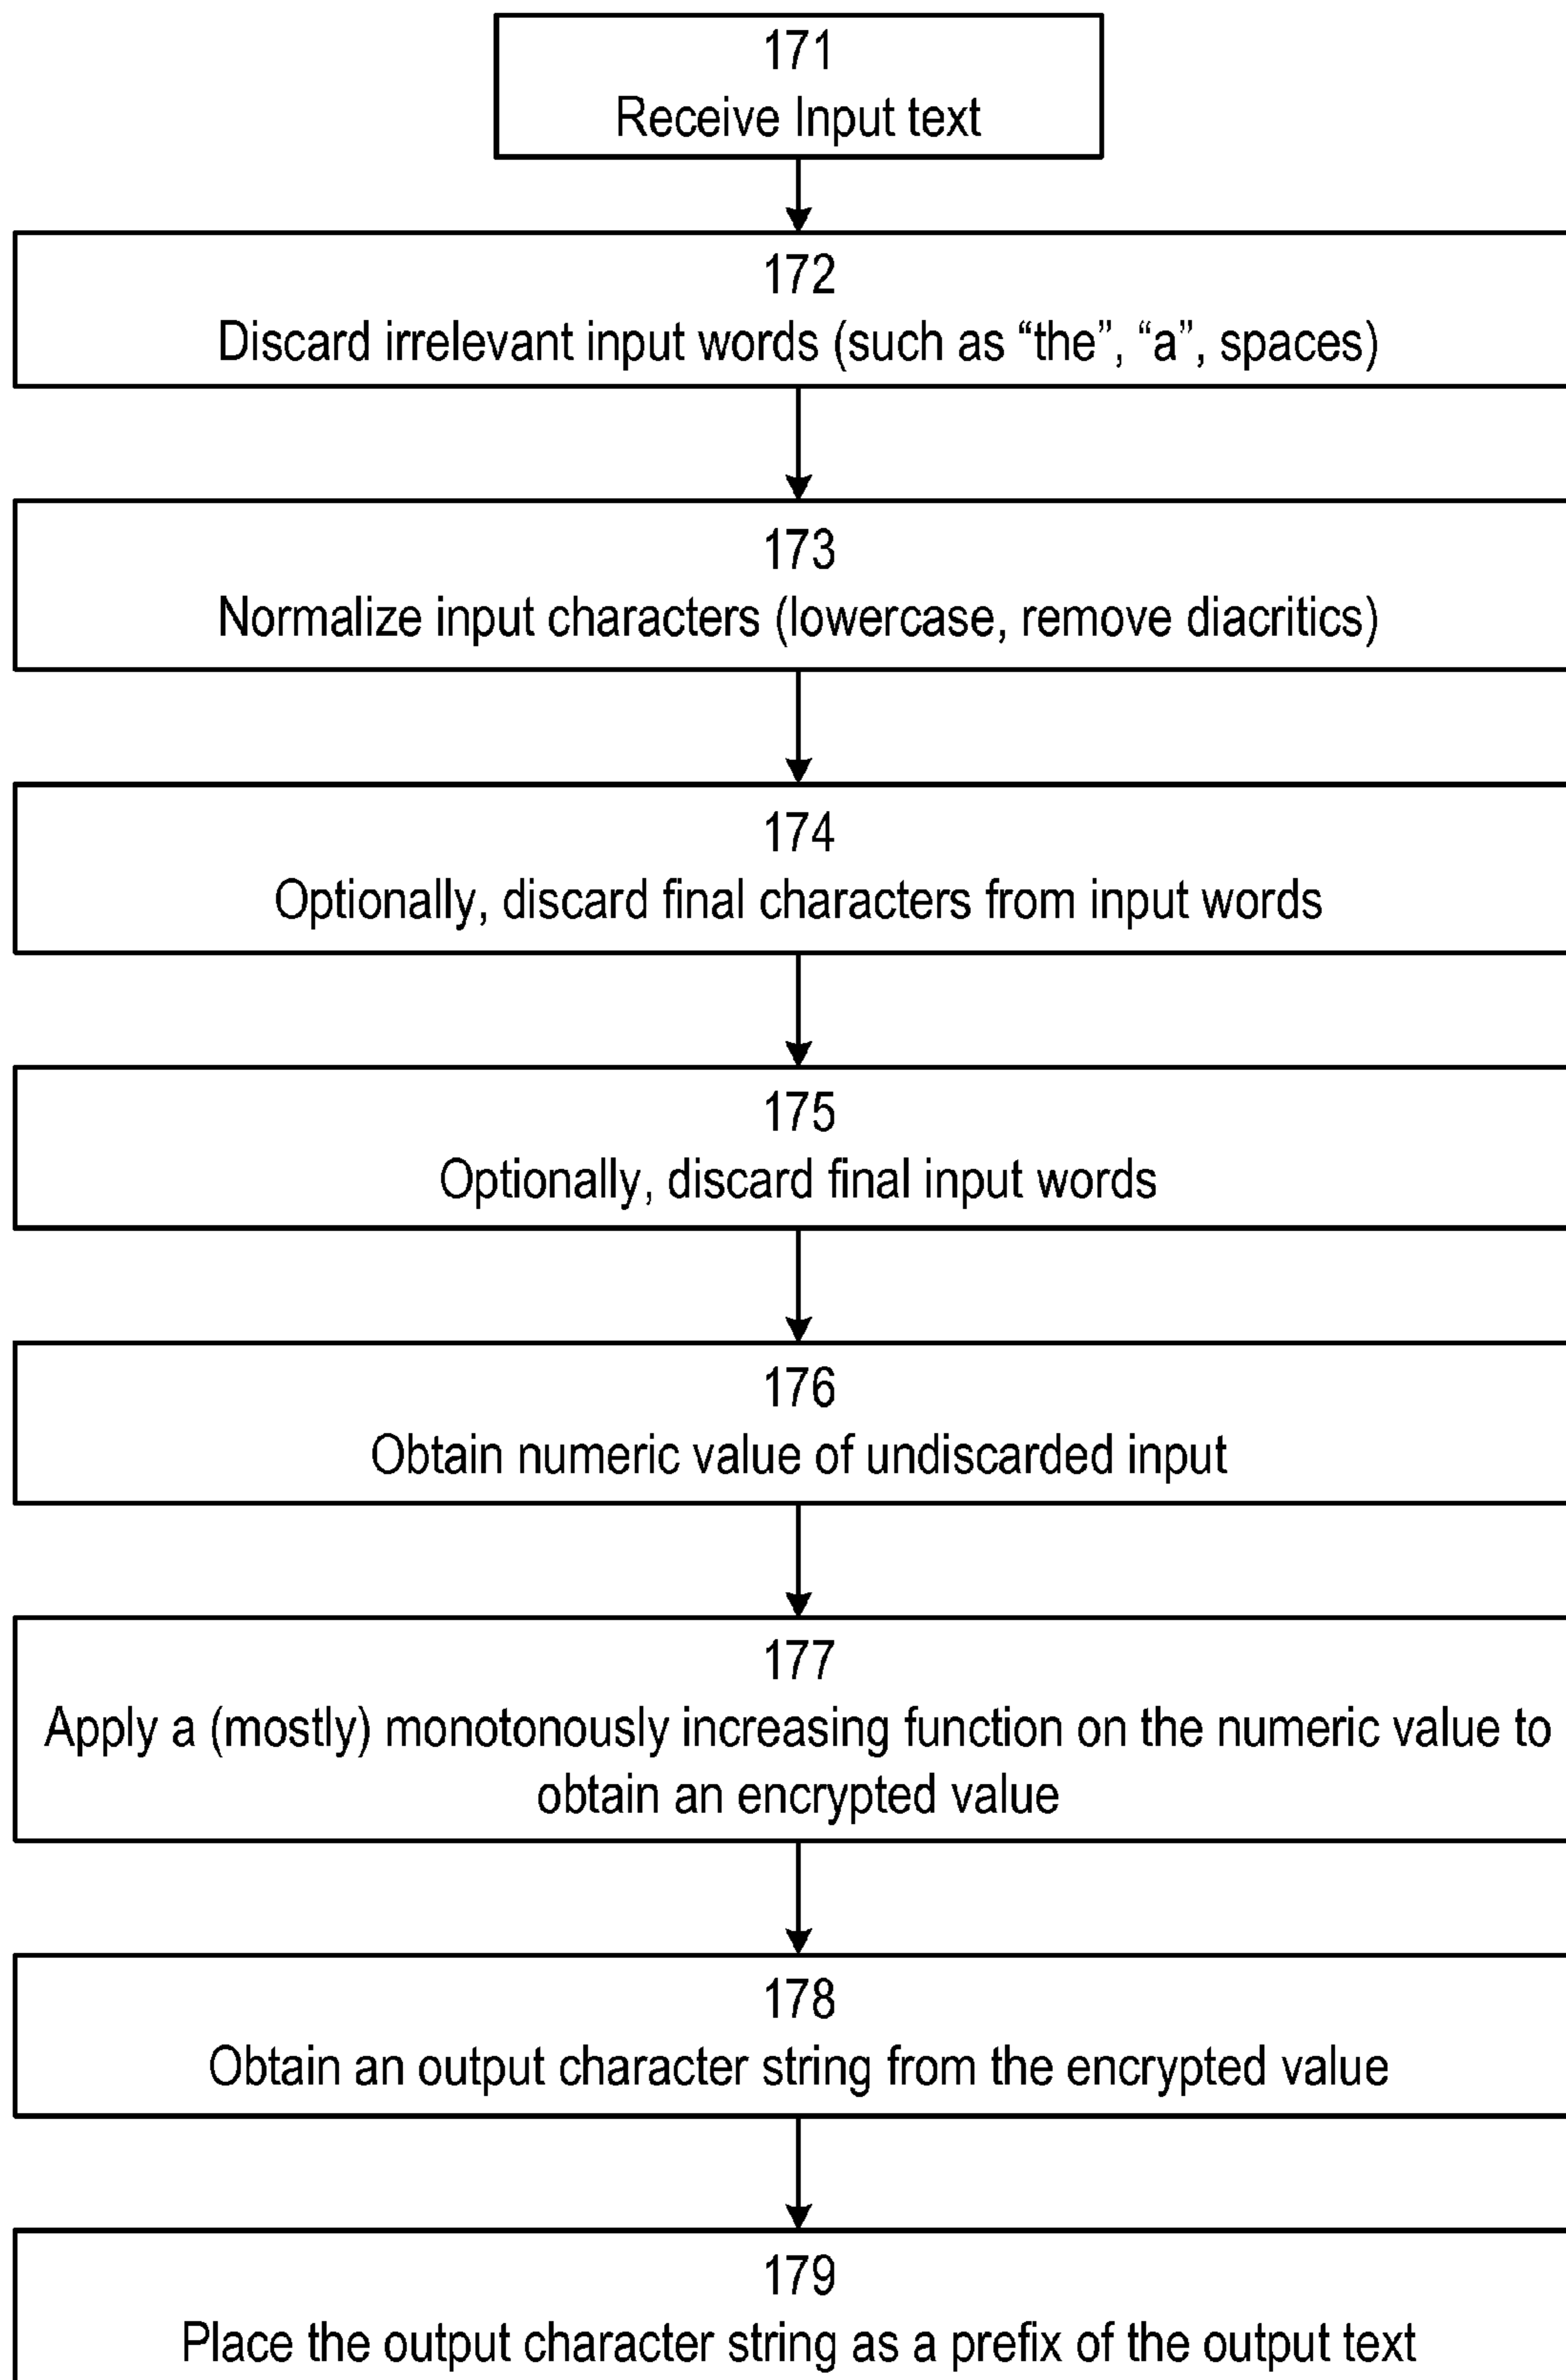 171
Receive Input text
172
Discard irrelevant input words (such as “the”, “a”, spaces)
173
Normalize input characters (lowercase, remove diacritics)
174
Optionally, discard final characters from input words
175
Optionally, discard final input words
176
Obtain numeric value of undiscarded input
177
Apply a (mostly) monotonously increasing function on the numeric value to
obtain an encrypted value
178
Obtain an output character string from the encrypted value
179
Place the output character string as a prefix of the output text